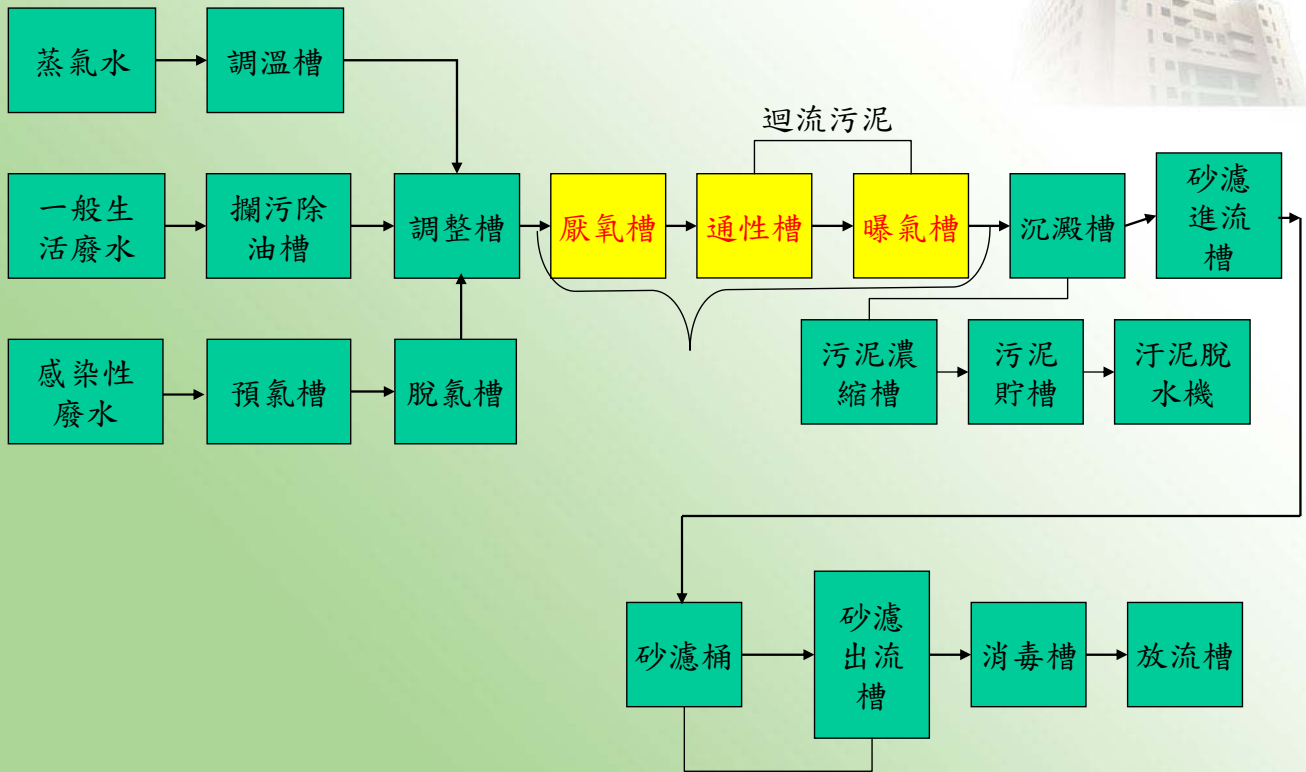 蒸氣水
調溫槽
迴流污泥
一般生
活廢水
攔污除
油槽
調整槽
厭氧槽
通性槽
曝氣槽
沉澱槽
砂濾
進流
槽
感染性
廢水
預氯槽
脫氯槽
污泥濃
縮槽
污泥
貯槽
汙泥脫
水機
砂濾桶
砂濾
出流
槽
消毒槽
放流槽